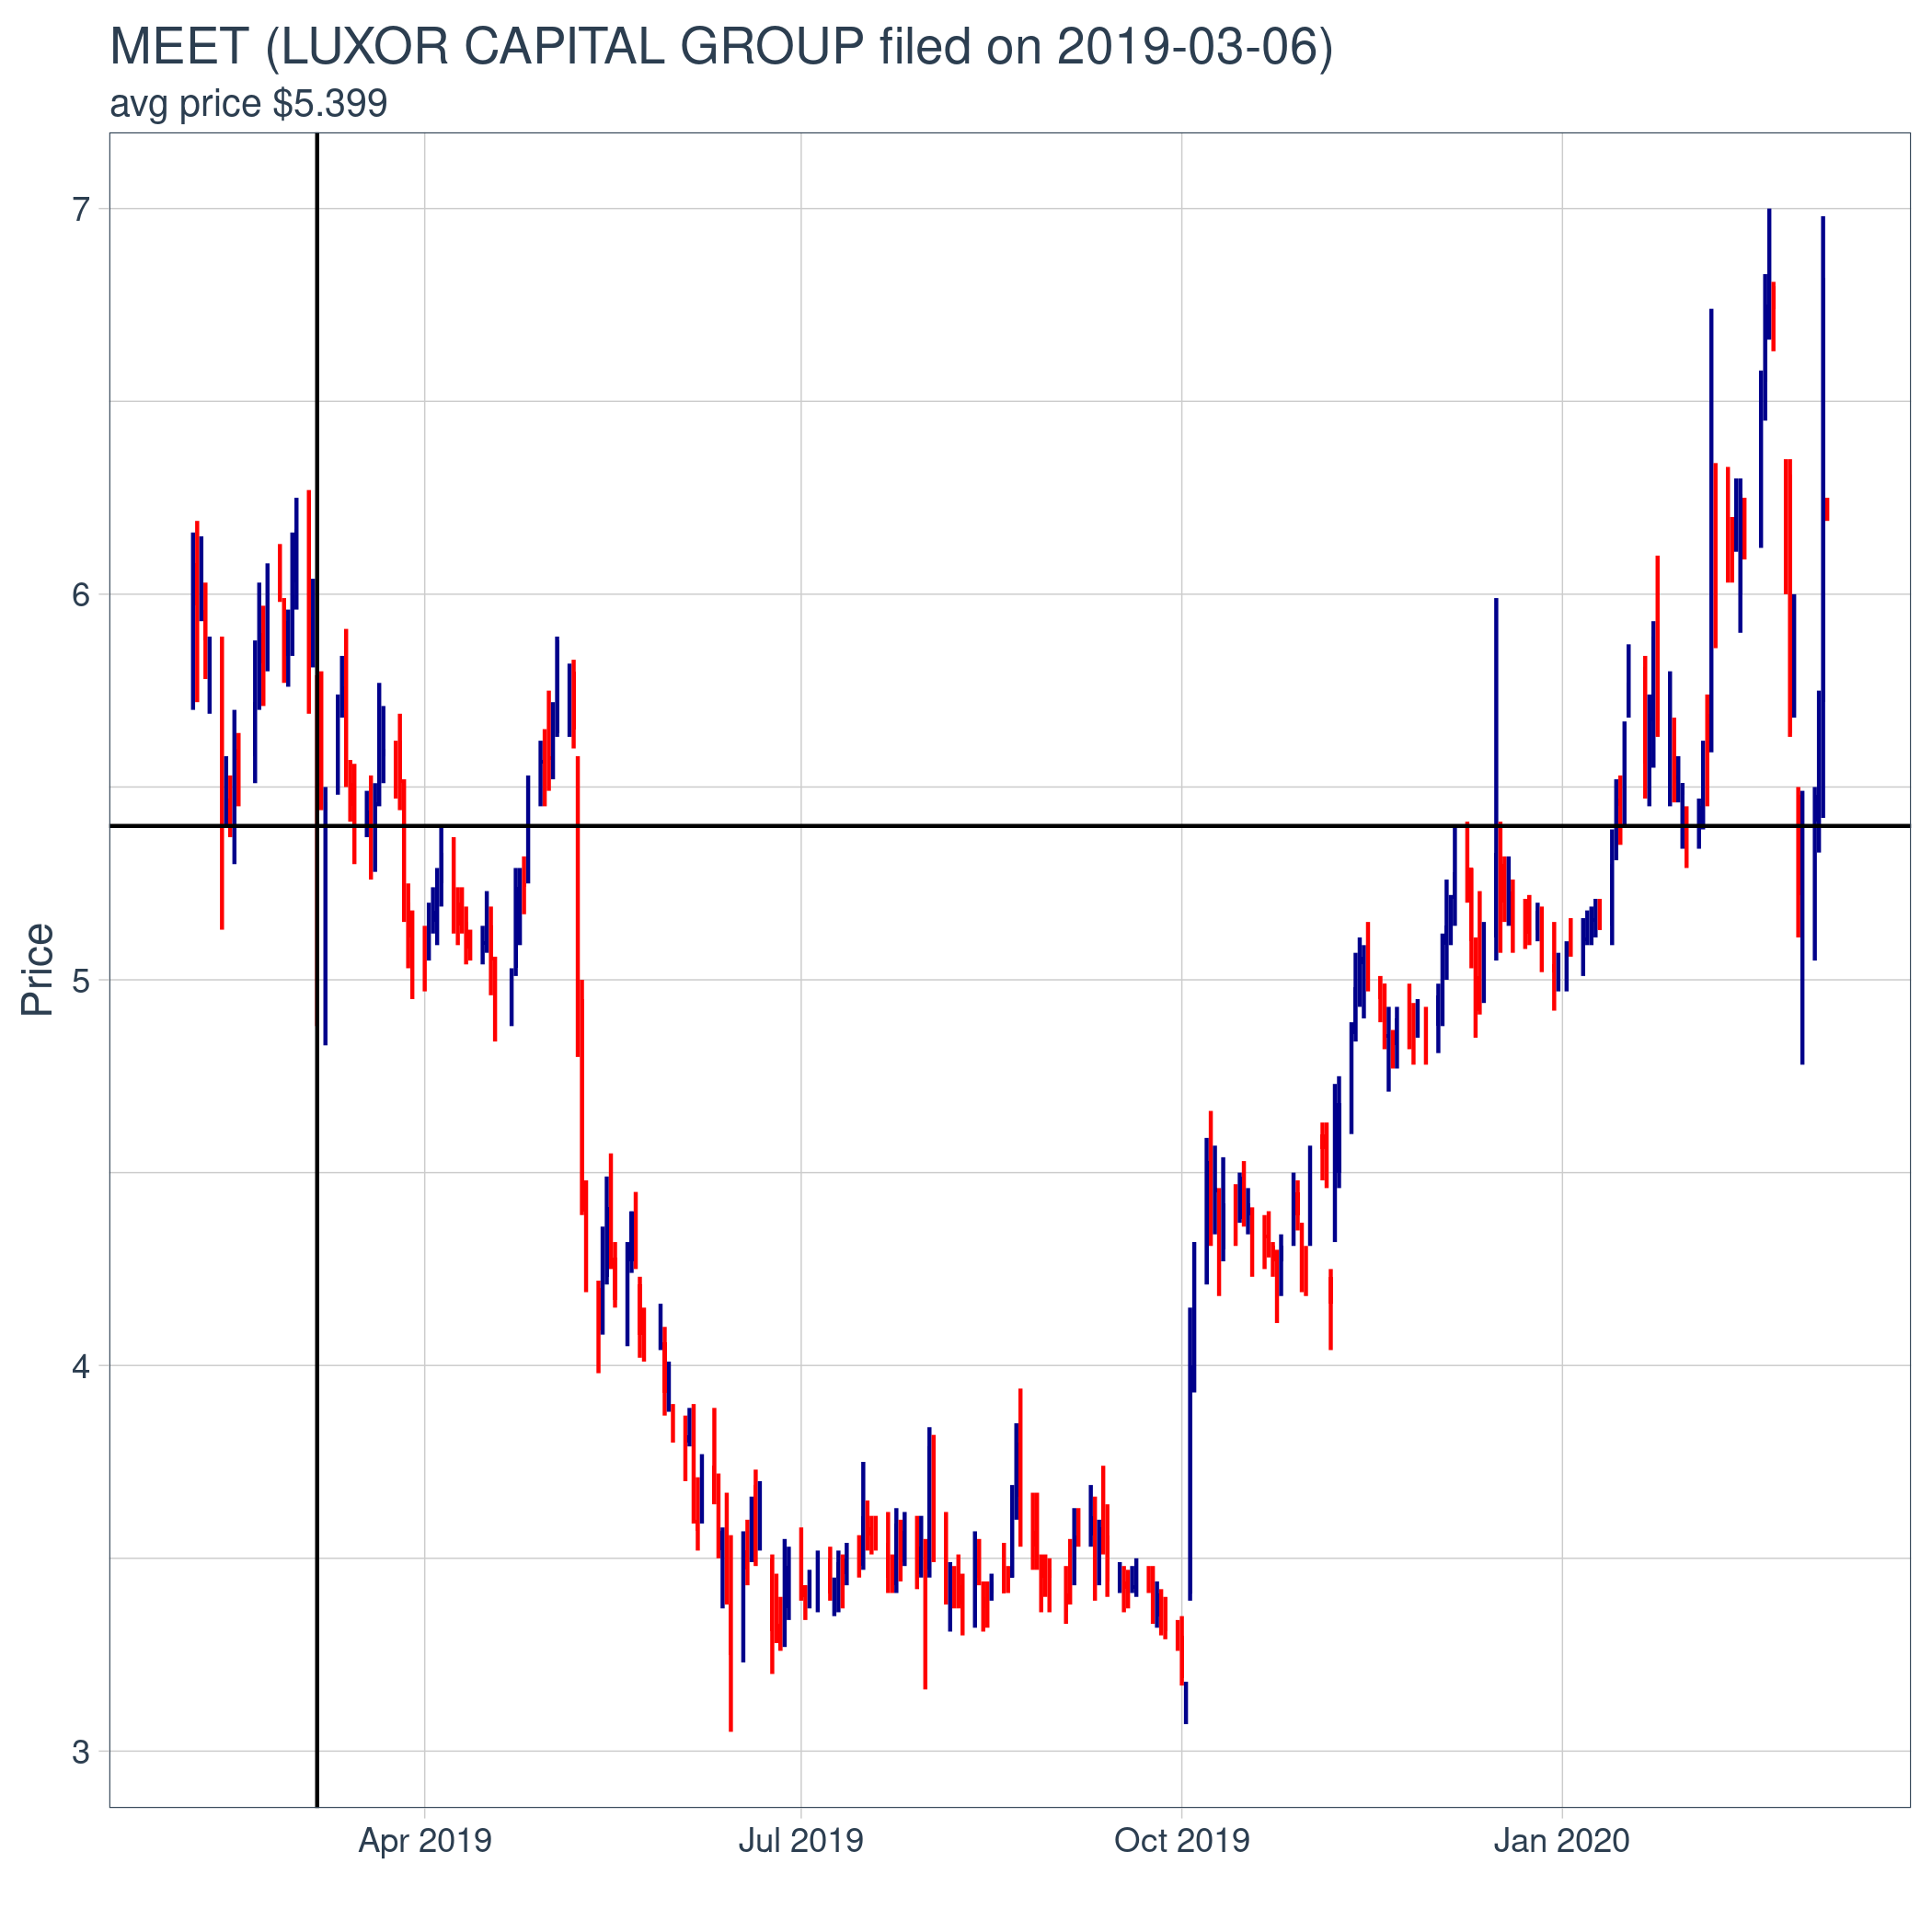 MEET (LUXOR CAPITAL GROUP filed on 2019-03-06)
avg price $5.399
7
6
5
4
3
Price
Apr 2019
Jul 2019
Oct 2019
Jan 2020